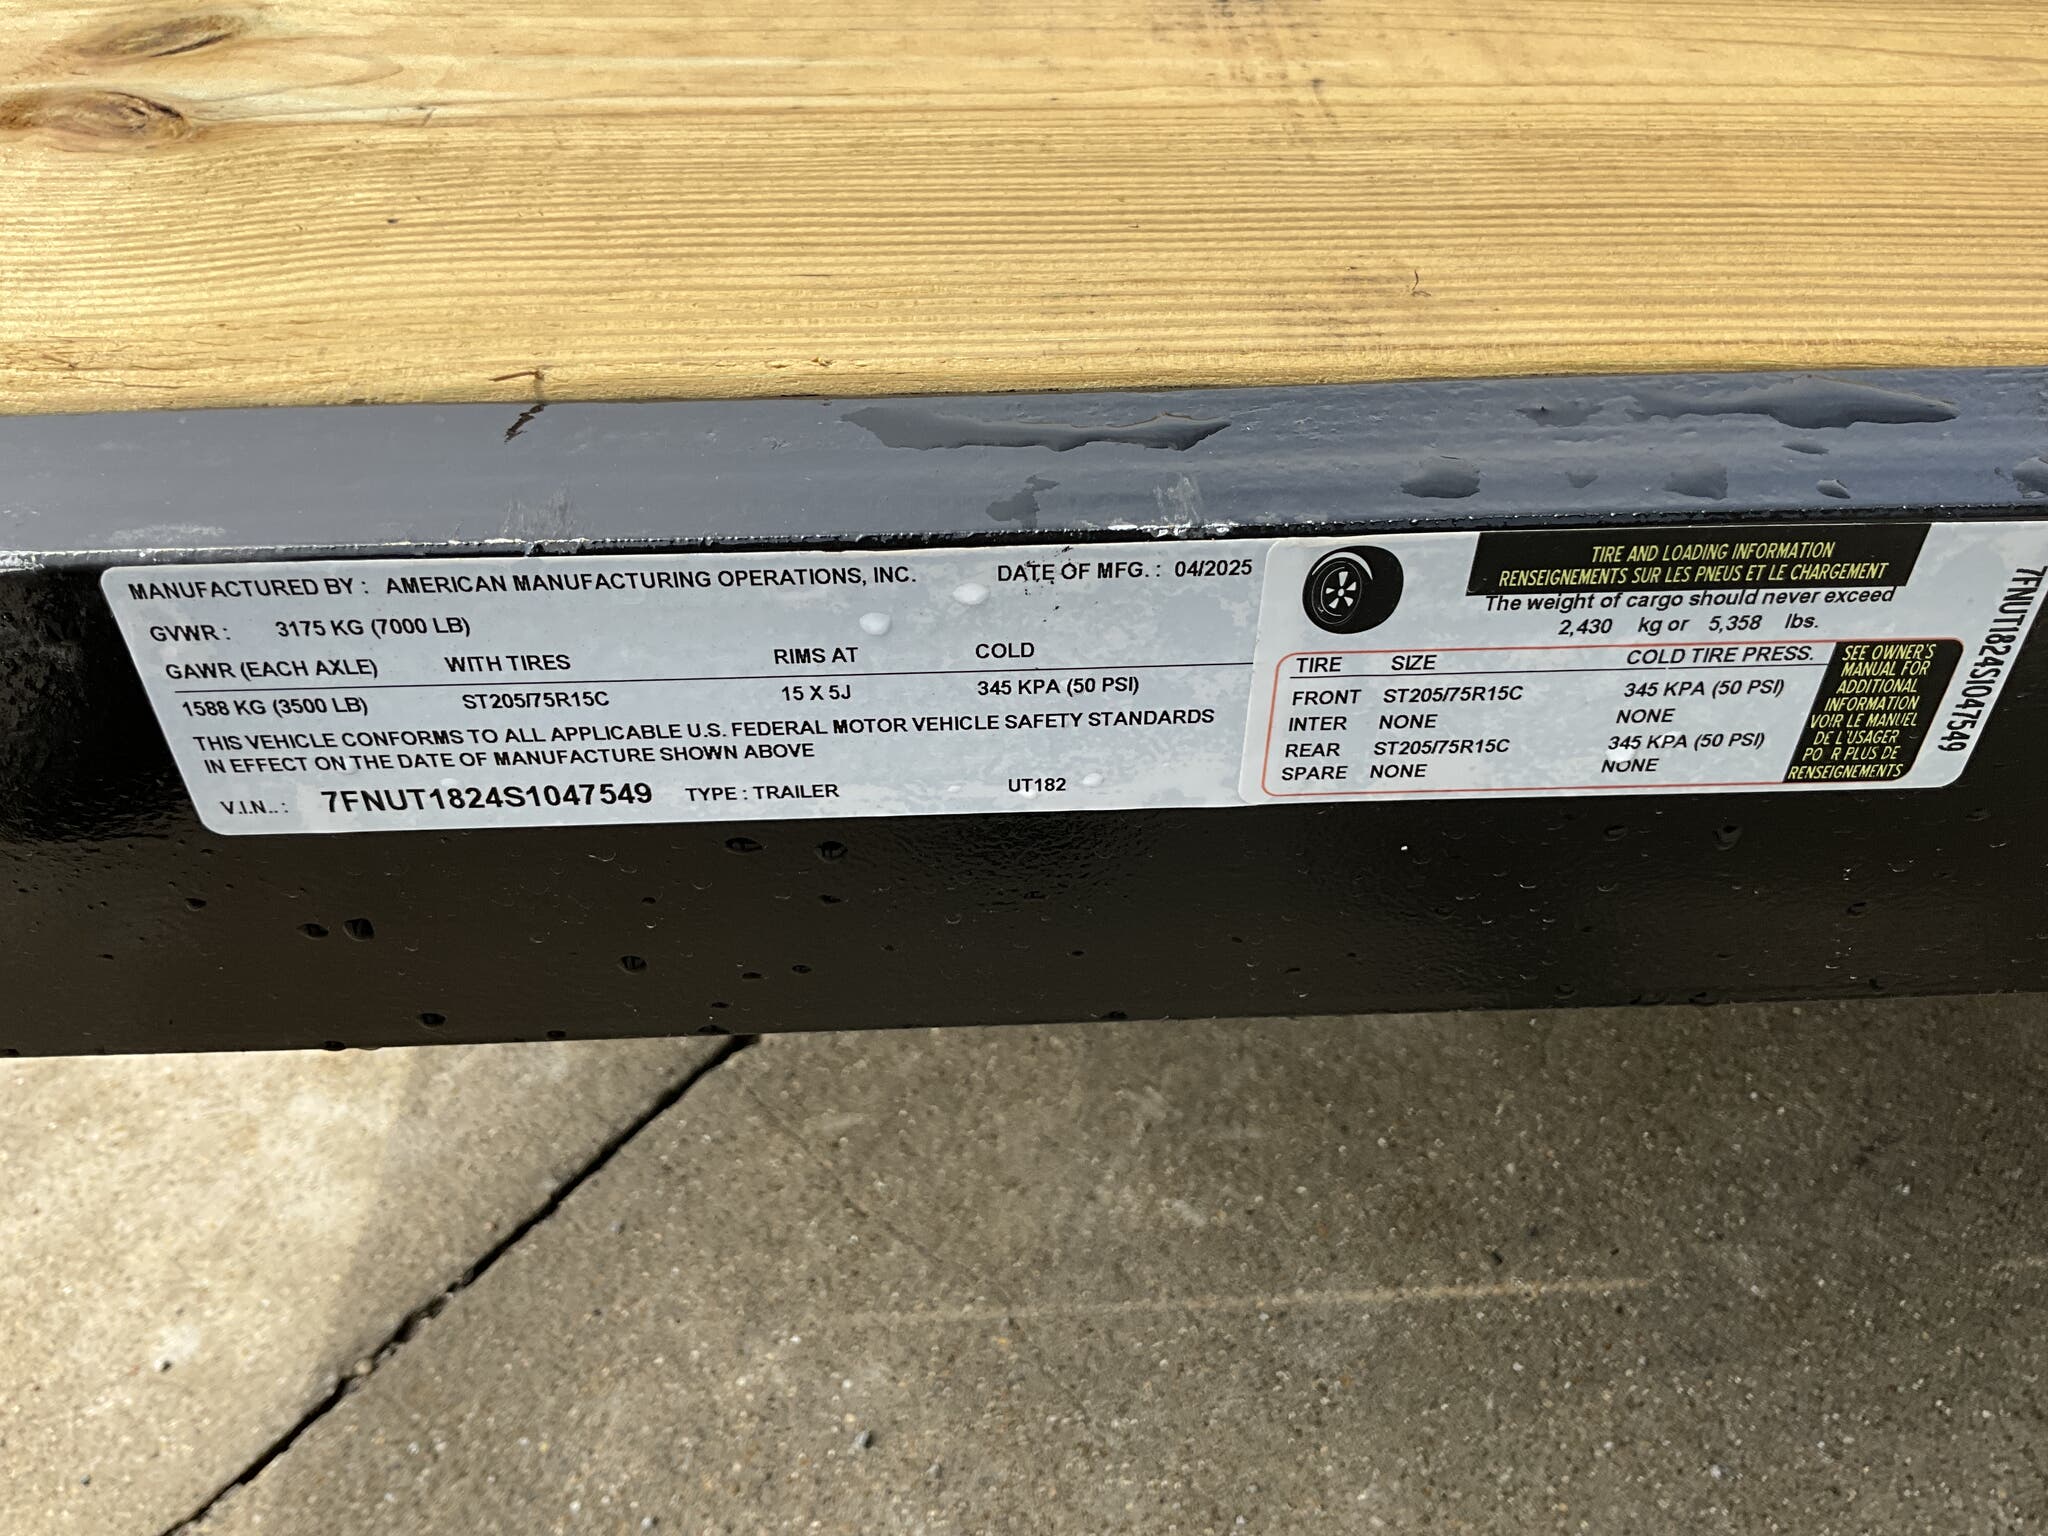 MANUFACTURED BY : AMERICAN MANUFACTURING OPERATIONS, INC. DATE OF MFG. : 04/2025
GVWR : 3175 KG (7000 LB)
GAWR (EACH AXLE) WITH TIRES RIMS AT COLD
1588 KG (3500 LB) ST205/75R15C 15 X 5J 345 KPA (50 PSI)
THIS VEHICLE CONFORMS TO ALL APPLICABLE U.S. FEDERAL MOTOR VEHICLE SAFETY STANDARDS
IN EFFECT ON THE DATE OF MANUFACTURE SHOWN ABOVE
V.I.N.. : 7FNUT1824S1047549 TYPE : TRAILER UT182
TIRE AND LOADING INFORMATION
RENSEIGNEMENTS SUR LES PNEUS ET LE CHARGEMENT
The weight of cargo should never exceed
2,430 kg or 5,358 lbs.
TIRE SIZE COLD TIRE PRESS.
FRONT ST205/75R15C 345 KPA (50 PSI)
INTER NONE NONE
REAR ST205/75R15C 345 KPA (50 PSI)
SPARE NONE NONE
SEE OWNER'S
MANUAL FOR
ADDITIONAL
INFORMATION
VOIR LE MANUEL
DE L'USAGER
PO R PLUS DE
RENSEIGNEMENTS
7FNUT1824S1047549